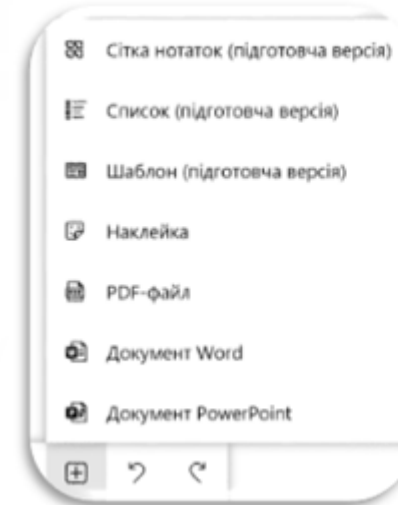 Сітка нотаток (підготовча версія)
Список (підготовча версія)
Шаблон (підготовча версія)
Наклейка
PDF-файл
Документ Word
Документ PowerPoint